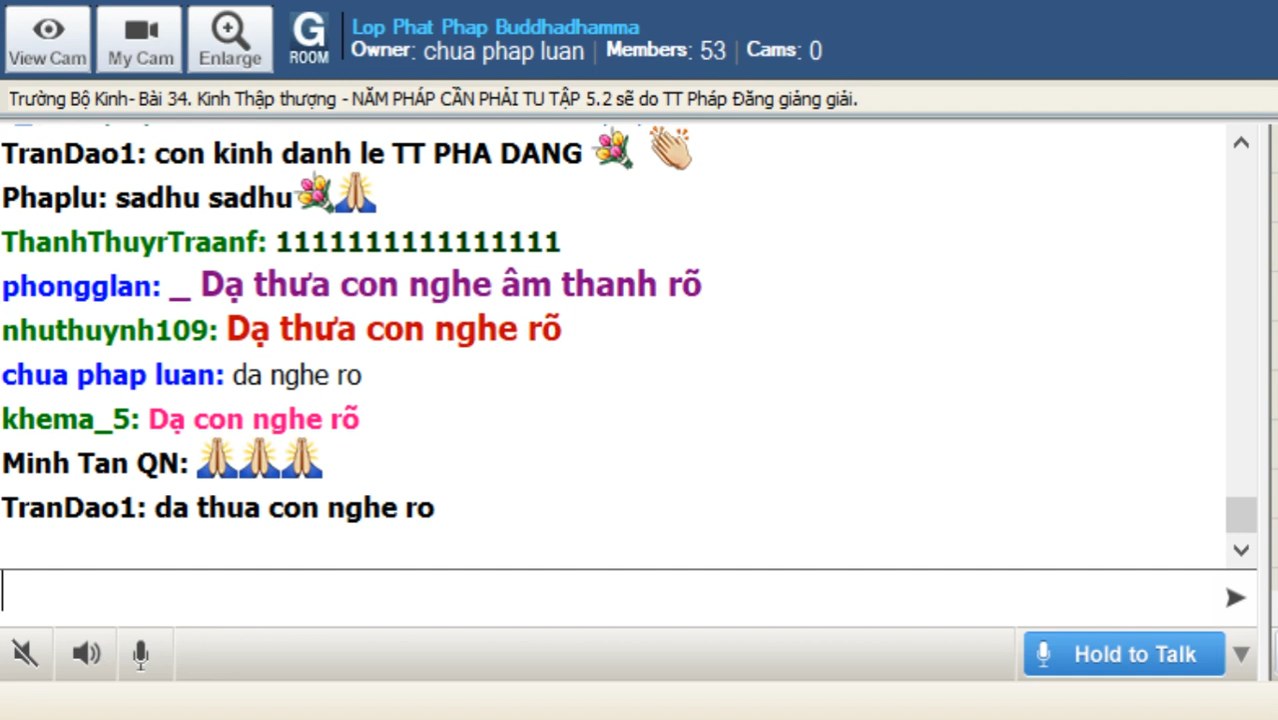 View Cam My Cam Enlarge G ROOM
Lop Phat Phap Buddhadhamma
Owner: chua phap luan | Members: 53 | Cams: 0
Trường Bộ Kinh- Bài 34. Kinh Thập thượng - NĂM PHÁP CẦN PHẢI TU TẬP 5.2 sẽ do TT Pháp Đăng giảng giải.
TranDao1: con kinh danh le TT PHA DANG
Phaplu: sadhu sadhu
ThanhThuyrTraanf: 1111111111111111
phongglan: _ Dạ thưa con nghe âm thanh rõ
nhuthuynh109: Dạ thưa con nghe rõ
chua phap luan: da nghe ro
khema_5: Dạ con nghe rõ
Minh Tan QN:
TranDao1: da thua con nghe ro
Hold to Talk